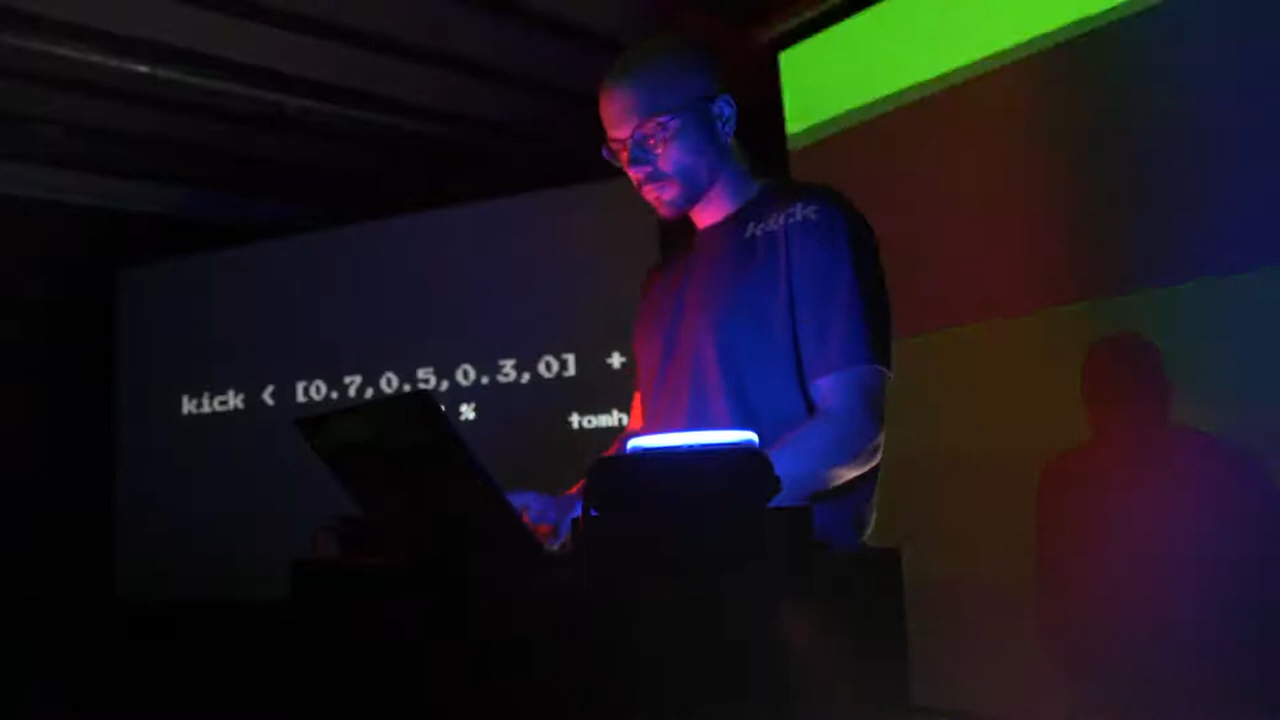 kick < [0.7,0.5,0.3,0] +
% tomh
kick